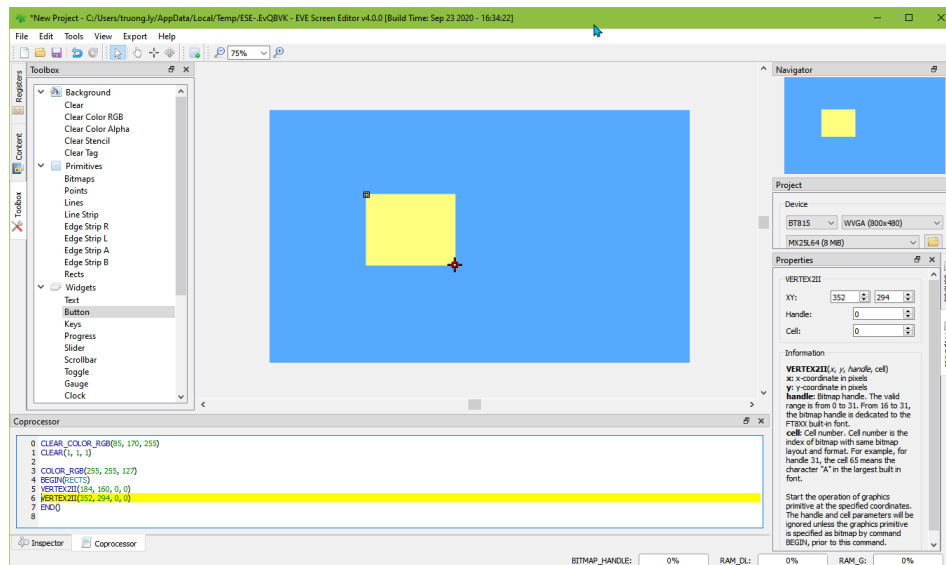 *New Project - C:/Users/truong.ly/AppData/Local/Temp/ESE-.EvQBVK - EVE Screen Editor v4.0.0 [Build Time: Sep 23 2020 - 16:34:22]
File Edit Tools View Export Help
75%
Registers
Content
Toolbox
Toolbox
Background
Clear
Clear Color RGB
Clear Color Alpha
Clear Stencil
Clear Tag
Primitives
Bitmaps
Points
Lines
Line Strip
Edge Strip R
Edge Strip L
Edge Strip A
Edge Strip B
Rects
Widgets
Text
Button
Keys
Progress
Slider
Scrollbar
Toggle
Gauge
Clock
Navigator
Project
Device
BT815 WVGA (800x480)
MX25L64 (8 MiB)
Properties
VERTEX2II
XY: 352 294
Handle: 0
Cell: 0
Information
VERTEX2II(x, y, handle, cell)
x: x-coordinate in pixels
y: y-coordinate in pixels
handle: Bitmap handle. The valid
range is from 0 to 31. From 16 to 31,
the bitmap handle is dedicated to the
FT8XX built-in font.
cell: Cell number. Cell number is the
index of bitmap with same bitmap
layout and format. For example, for
handle 31, the cell 65 means the
character "A" in the largest built in
font.
Start the operation of graphics
primitive at the specified coordinates.
The handle and cell parameters will be
ignored unless the graphics primitive
is specified as bitmap by command
BEGIN, prior to this command.
Coprocessor
0 CLEAR_COLOR_RGB(85, 170, 255)
1 CLEAR(1, 1, 1)
2
3 COLOR_RGB(255, 255, 127)
4 BEGIN(RECTS)
5 VERTEX2II(184, 160, 0, 0)
6 VERTEX2II(352, 294, 0, 0)
7 END()
8
Inspector Coprocessor
BITMAP_HANDLE: 0% RAM_DL: 0% RAM_G: 0%